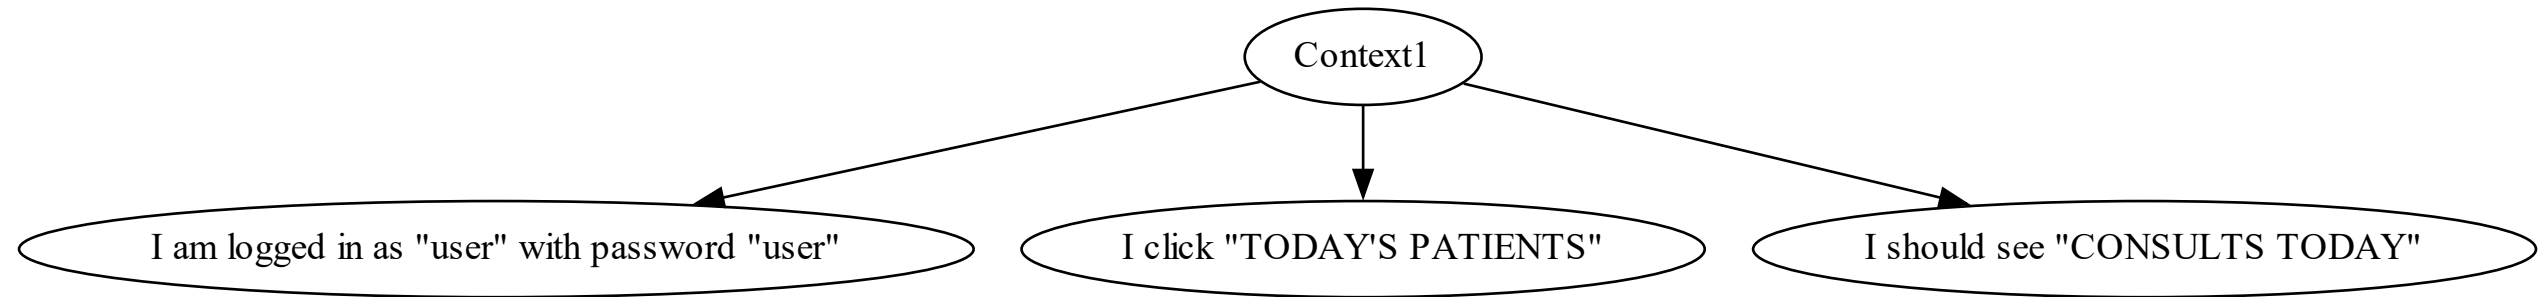 Context1
I am logged in as "user" with password "user"
I click "TODAY'S PATIENTS"
I should see "CONSULTS TODAY"